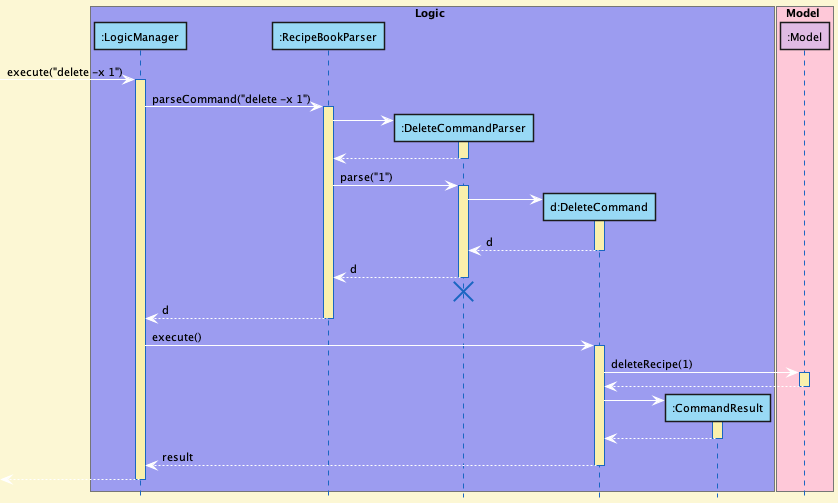 Logic
Model
:LogicManager
:RecipeBookParser
:Model
execute("delete -x 1")
parseCommand("delete -x 1")
:DeleteCommandParser
parse("1")
d:DeleteCommand
d
d
d
execute()
deleteRecipe(1)
:CommandResult
result